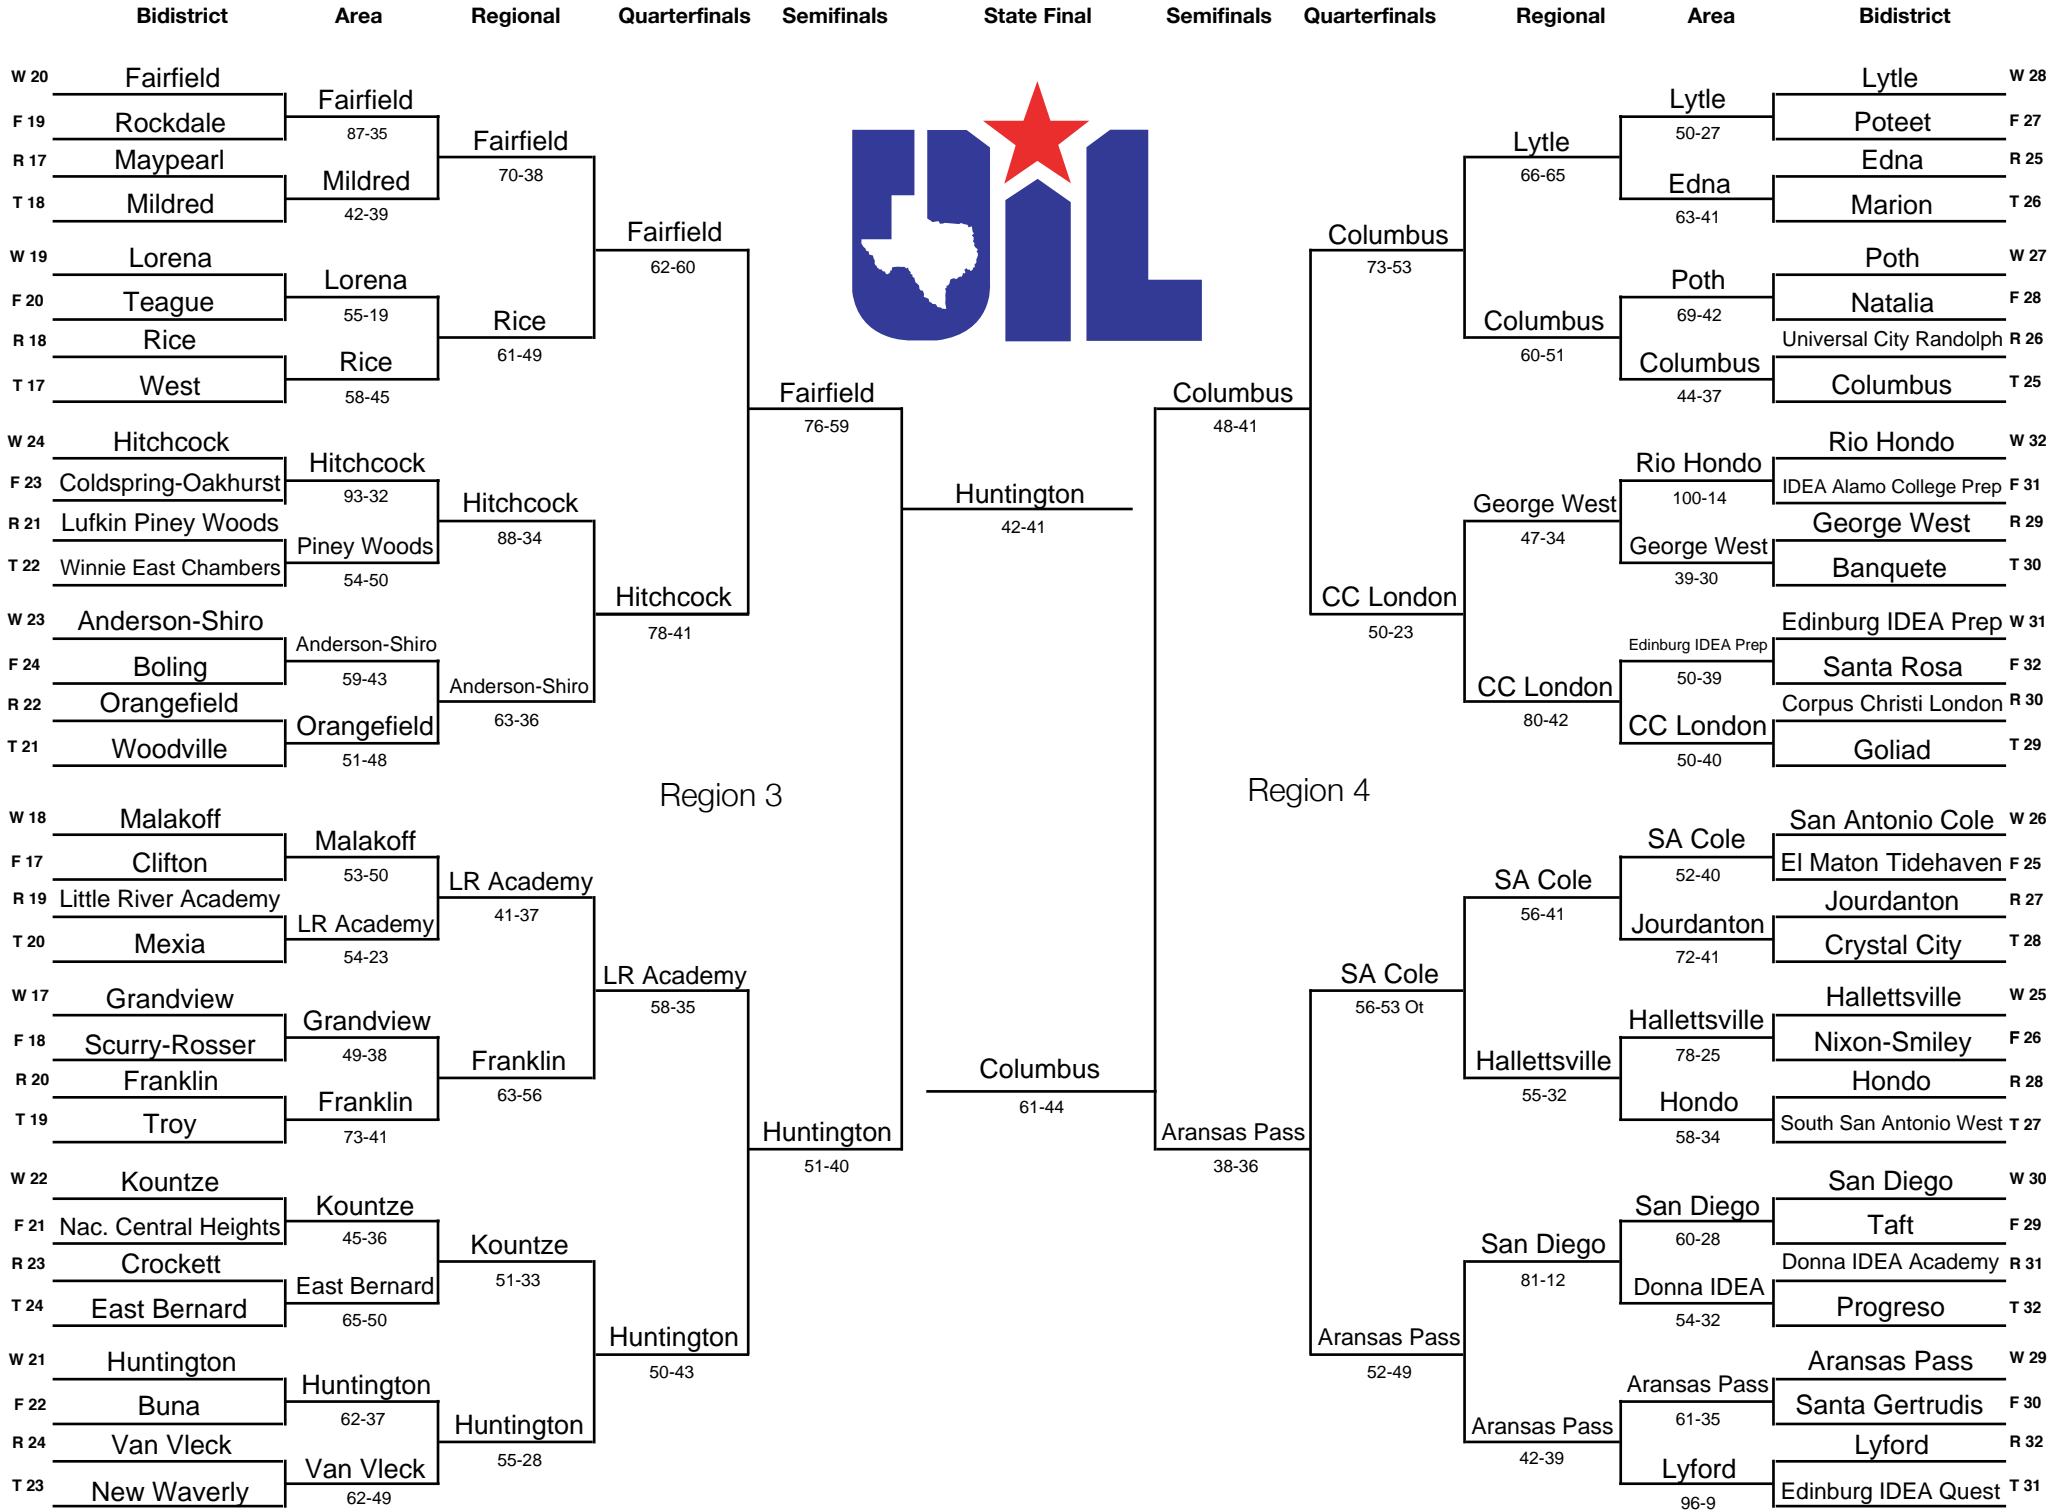 Bidistrict Area Regional Quarterfinals Semifinals State Final Semifinals Quarterfinals Regional Area Bidistrict
W 20 Fairfield
Fairfield
F 19 Rockdale
87-35
Fairfield
R 17 Maypearl
70-38
Mildred
T 18 Mildred
42-39
Fairfield
62-60
W 19 Lorena
Lorena
F 20 Teague
55-19
Rice
R 18 Rice
61-49
Rice
T 17 West
58-45
Fairfield
76-59
W 24 Hitchcock
Hitchcock
F 23 Coldspring-Oakhurst
93-32
Hitchcock
R 21 Lufkin Piney Woods
88-34
Piney Woods
T 22 Winnie East Chambers
54-50
Hitchcock
78-41
W 23 Anderson-Shiro
Anderson-Shiro
F 24 Boling
59-43
Anderson-Shiro
R 22 Orangefield
63-36
Orangefield
T 21 Woodville
51-48
Region 3
Huntington
42-41
W 18 Malakoff
Malakoff
F 17 Clifton
53-50
LR Academy
R 19 Little River Academy
41-37
LR Academy
T 20 Mexia
54-23
LR Academy
58-35
W 17 Grandview
Grandview
F 18 Scurry-Rosser
49-38
Franklin
R 20 Franklin
63-56
Franklin
T 19 Troy
73-41
Huntington
51-40
W 22 Kountze
Kountze
F 21 Nac. Central Heights
45-36
Kountze
R 23 Crockett
51-33
East Bernard
T 24 East Bernard
65-50
Huntington
50-43
W 21 Huntington
Huntington
F 22 Buna
62-37
Huntington
R 24 Van Vleck
55-28
Van Vleck
T 23 New Waverly
62-49
UIL
Lytle W 28
Lytle
Poteet F 27
50-27
Lytle
Edna R 25
66-65
Edna
Marion T 26
63-41
Columbus
73-53
Poth W 27
Poth
Natalia F 28
69-42
Columbus
Universal City Randolph R 26
60-51
Columbus
Columbus T 25
44-37
Columbus
48-41
Rio Hondo W 32
Rio Hondo
IDEA Alamo College Prep F 31
100-14
George West
George West R 29
47-34
George West
Banquete T 30
39-30
CC London
50-23
Edinburg IDEA Prep W 31
Edinburg IDEA Prep
Santa Rosa F 32
50-39
CC London
Corpus Christi London R 30
80-42
CC London
Goliad T 29
50-40
Region 4
Columbus
61-44
San Antonio Cole W 26
SA Cole
El Maton Tidehaven F 25
52-40
SA Cole
Jourdanton R 27
56-41
Jourdanton
Crystal City T 28
72-41
SA Cole
56-53 Ot
Hallettsville W 25
Hallettsville
Nixon-Smiley F 26
78-25
Hallettsville
Hondo R 28
55-32
Hondo
South San Antonio West T 27
58-34
Aransas Pass
38-36
San Diego W 30
San Diego
Taft F 29
60-28
San Diego
Donna IDEA Academy R 31
81-12
Donna IDEA
Progreso T 32
54-32
Aransas Pass
52-49
Aransas Pass W 29
Aransas Pass
Santa Gertrudis F 30
61-35
Aransas Pass
Lyford R 32
42-39
Lyford
Edinburg IDEA Quest T 31
96-9